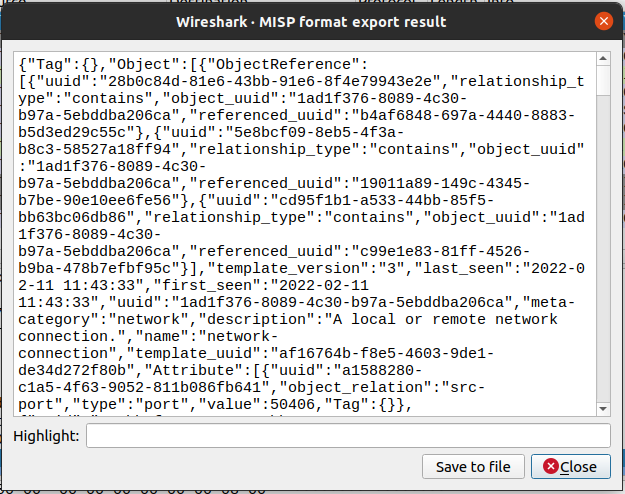 Wireshark · MISP format export result
{"Tag":{},"Object":[{"ObjectReference":
[{"uuid":"28b0c84d-81e6-43bb-91e6-8f4e79943e2e","relationship_t
ype":"contains","object_uuid":"1ad1f376-8089-4c30-
b97a-5ebddba206ca","referenced_uuid":"b4af6848-697a-4440-8883-
b5d3ed29c55c"},{"uuid":"5e8bcf09-8eb5-4f3a-
b8c3-58527a18ff94","relationship_type":"contains","object_uuid"
:"1ad1f376-8089-4c30-
b97a-5ebddba206ca","referenced_uuid":"19011a89-149c-4345-
b7be-90e10ee6fe56"},{"uuid":"cd95f1b1-a533-44bb-85f5-
bb63bc06db86","relationship_type":"contains","object_uuid":"1ad
1f376-8089-4c30-
b97a-5ebddba206ca","referenced_uuid":"c99e1e83-81ff-4526-
b9ba-478b7efbf95c"}],"template_version":"3","last_seen":"2022-0
2-11 11:43:33","first_seen":"2022-02-11
11:43:33","uuid":"1ad1f376-8089-4c30-b97a-5ebddba206ca","meta-
category":"network","description":"A local or remote network
connection.","name":"network-
connection","template_uuid":"af16764b-f8e5-4603-9de1-
de34d272f80b","Attribute":[{"uuid":"a1588280-
c1a5-4f63-9052-811b086fb641","object_relation":"src-
port","type":"port","value":50406,"Tag":{}},
Highlight:
Save to file
Close